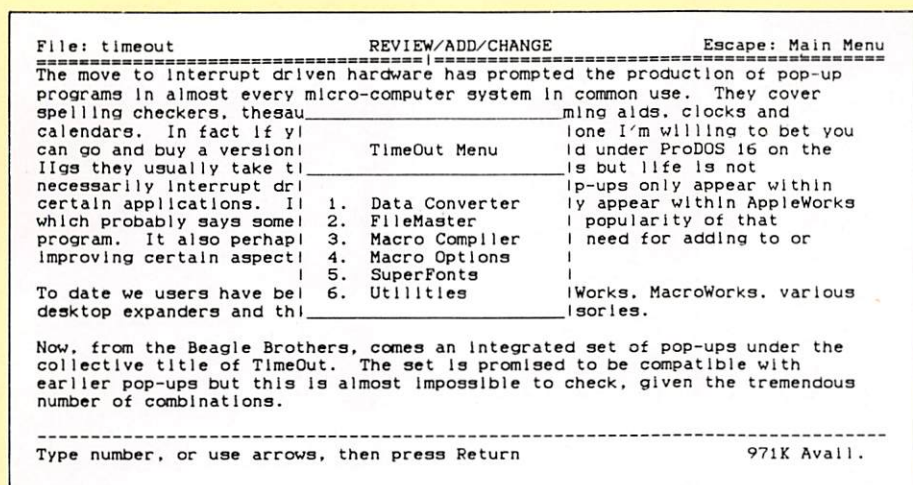 File: timeout REVIEW/ADD/CHANGE Escape: Main Menu
The move to interrupt driven hardware has prompted the production of pop-up
programs in almost every micro-computer system in common use. They cover
spelling checkers, thesau ming aids, clocks and
calendars. In fact if y one I'm willing to bet you
can go and buy a version TimeOut Menu d under ProDOS 16 on the
IIgs they usually take t s but life is not
necessarily interrupt dr p-ups only appear within
certain applications. I 1. Data Converter y appear within AppleWorks
which probably says some 2. FileMaster popularity of that
program. It also perhap 3. Macro Compiler need for adding to or
improving certain aspect 4. Macro Options
5. SuperFonts
To date we users have be 6. Utilities Works, MacroWorks, various
desktop expanders and th sories.
Now, from the Beagle Brothers, comes an integrated set of pop-ups under the
collective title of TimeOut. The set is promised to be compatible with
earlier pop-ups but this is almost impossible to check, given the tremendous
number of combinations.
Type number, or use arrows, then press Return 971K Avail.